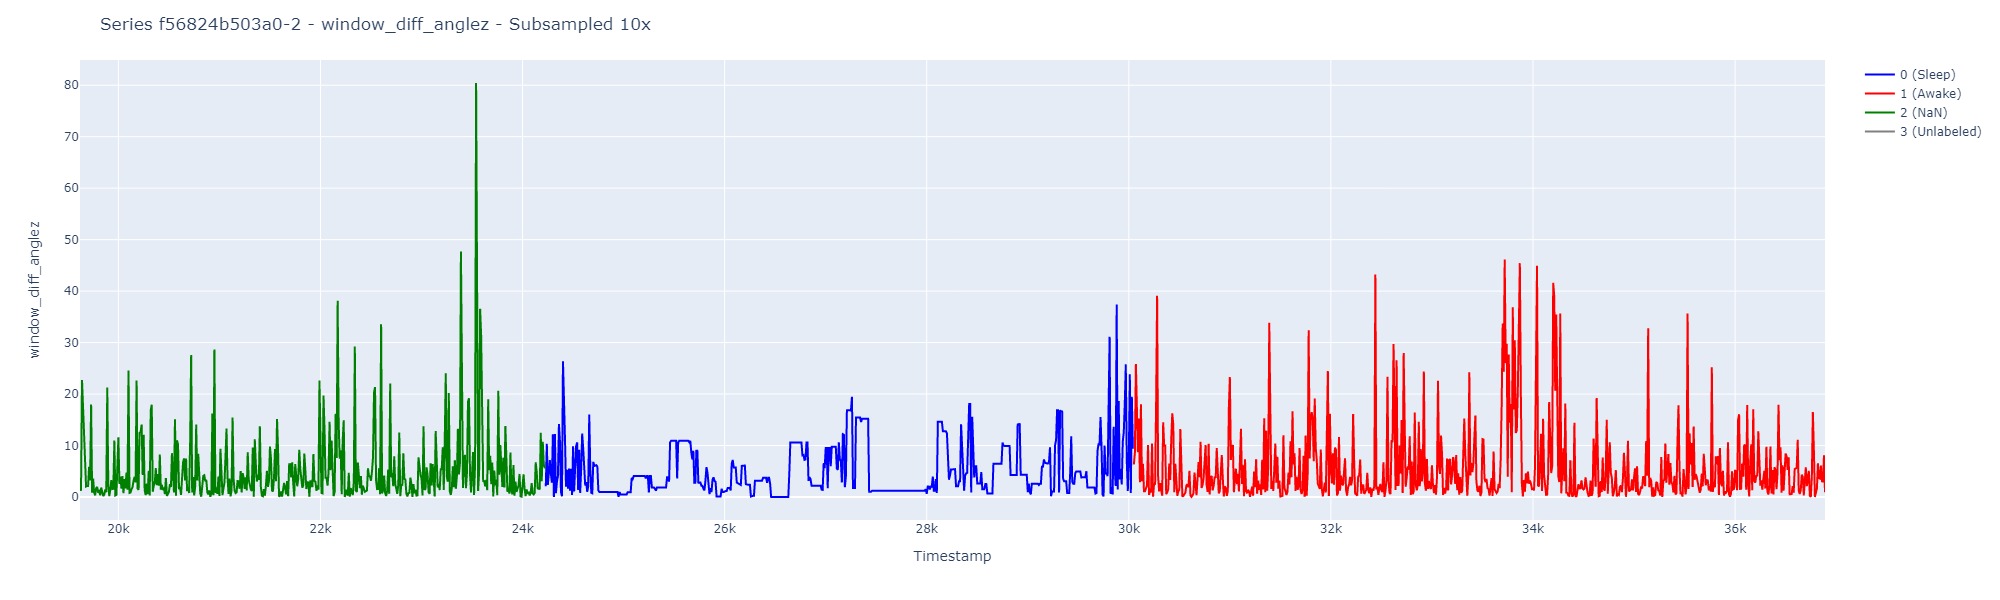 Series f56824b503a0-2 - window_diff_anglez - Subsampled 10x
0 (Sleep)
1 (Awake)
2 (NaN)
3 (Unlabeled)
window_diff_anglez
80
70
60
50
40
30
20
10
0
20k 22k 24k 26k 28k 30k 32k 34k 36k
Timestamp